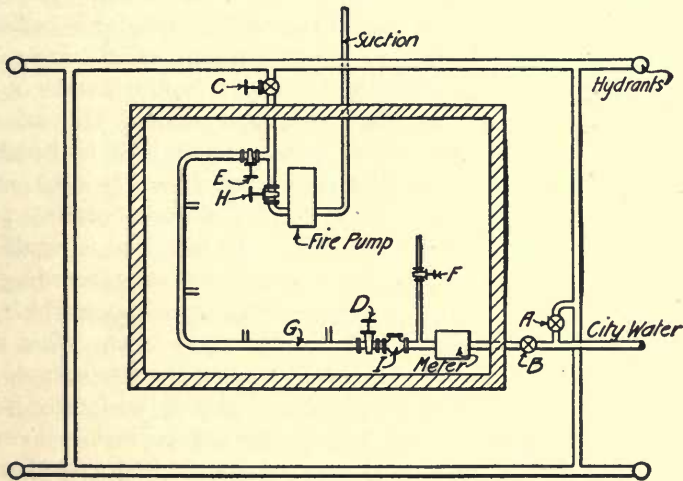 Suction
C
Hydrants
E
H
Fire Pump
F
D
A
G
City Water
I
Meter
B